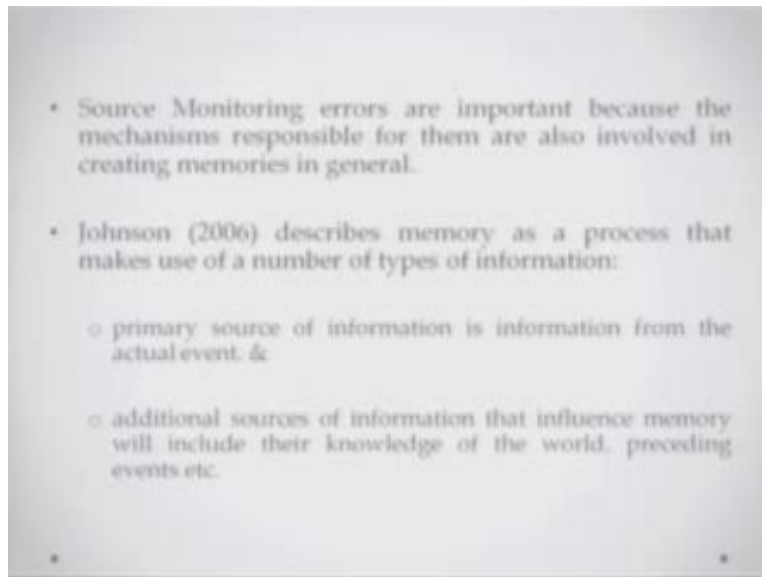 • Source Monitoring errors are important because the
mechanisms responsible for them are also involved in
creating memories in general.
• Johnson (2006) describes memory as a process that
makes use of a number of types of information:
o primary source of information is information from the
actual event. &
o additional sources of information that influence memory
will include their knowledge of the world, preceding
events etc.